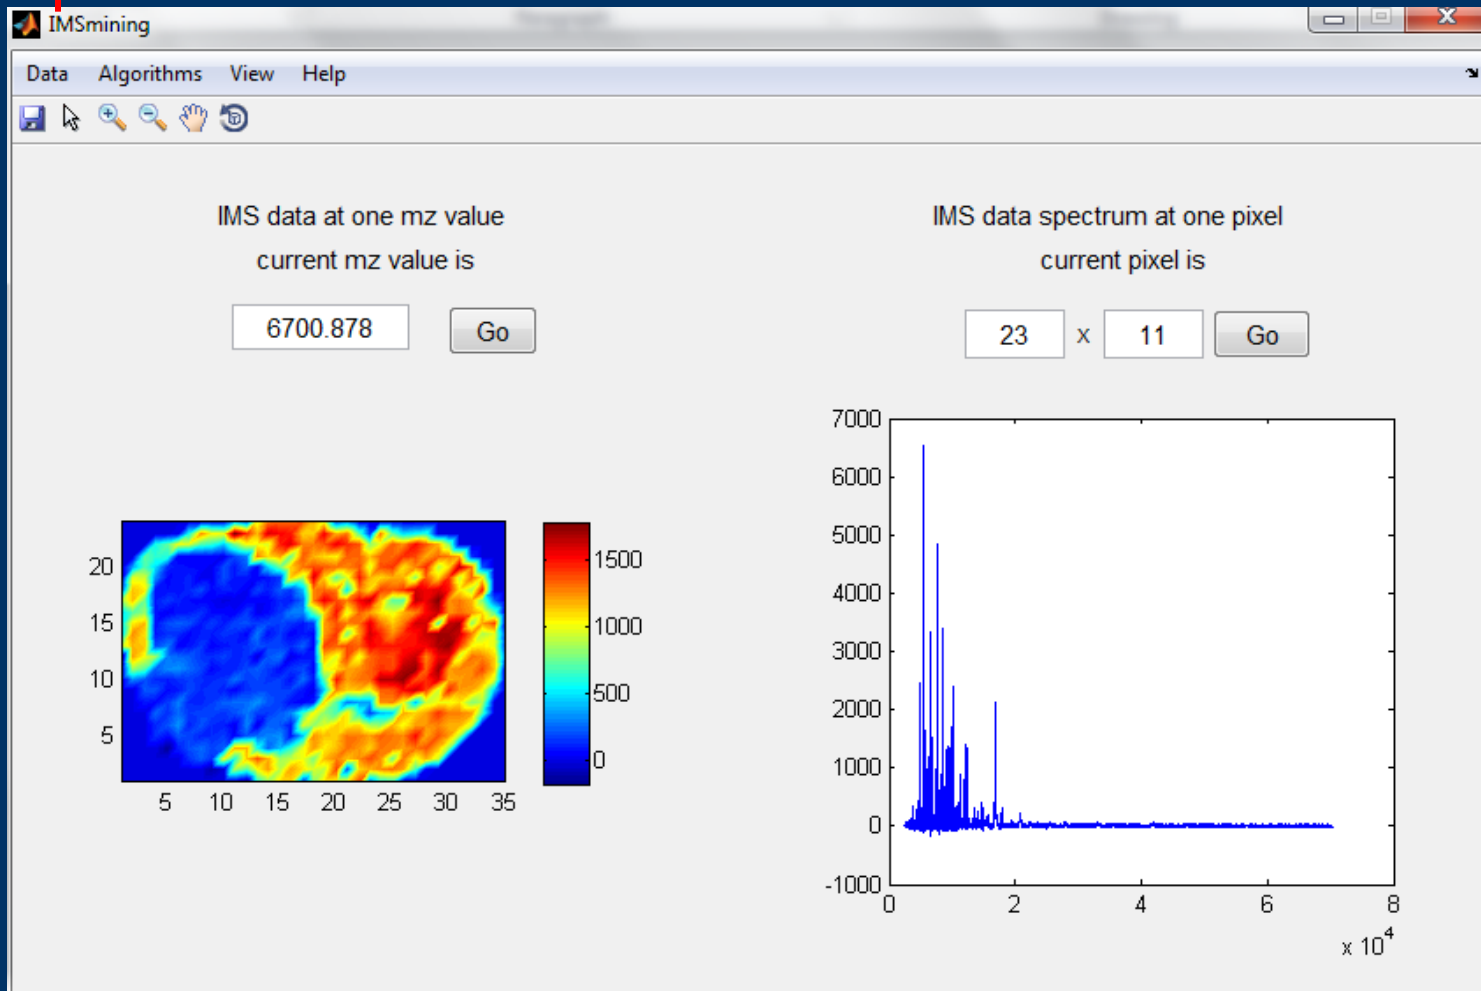 IMSmining
Data Algorithms View Help
IMS data at one mz value
current mz value is
6700.878 Go
IMS data spectrum at one pixel
current pixel is
23 x 11 Go
20
15
10
5
5 10 15 20 25 30 35
1500
1000
500
0
7000
6000
5000
4000
3000
2000
1000
0
-1000
0 2 4 6 8
x 10^4